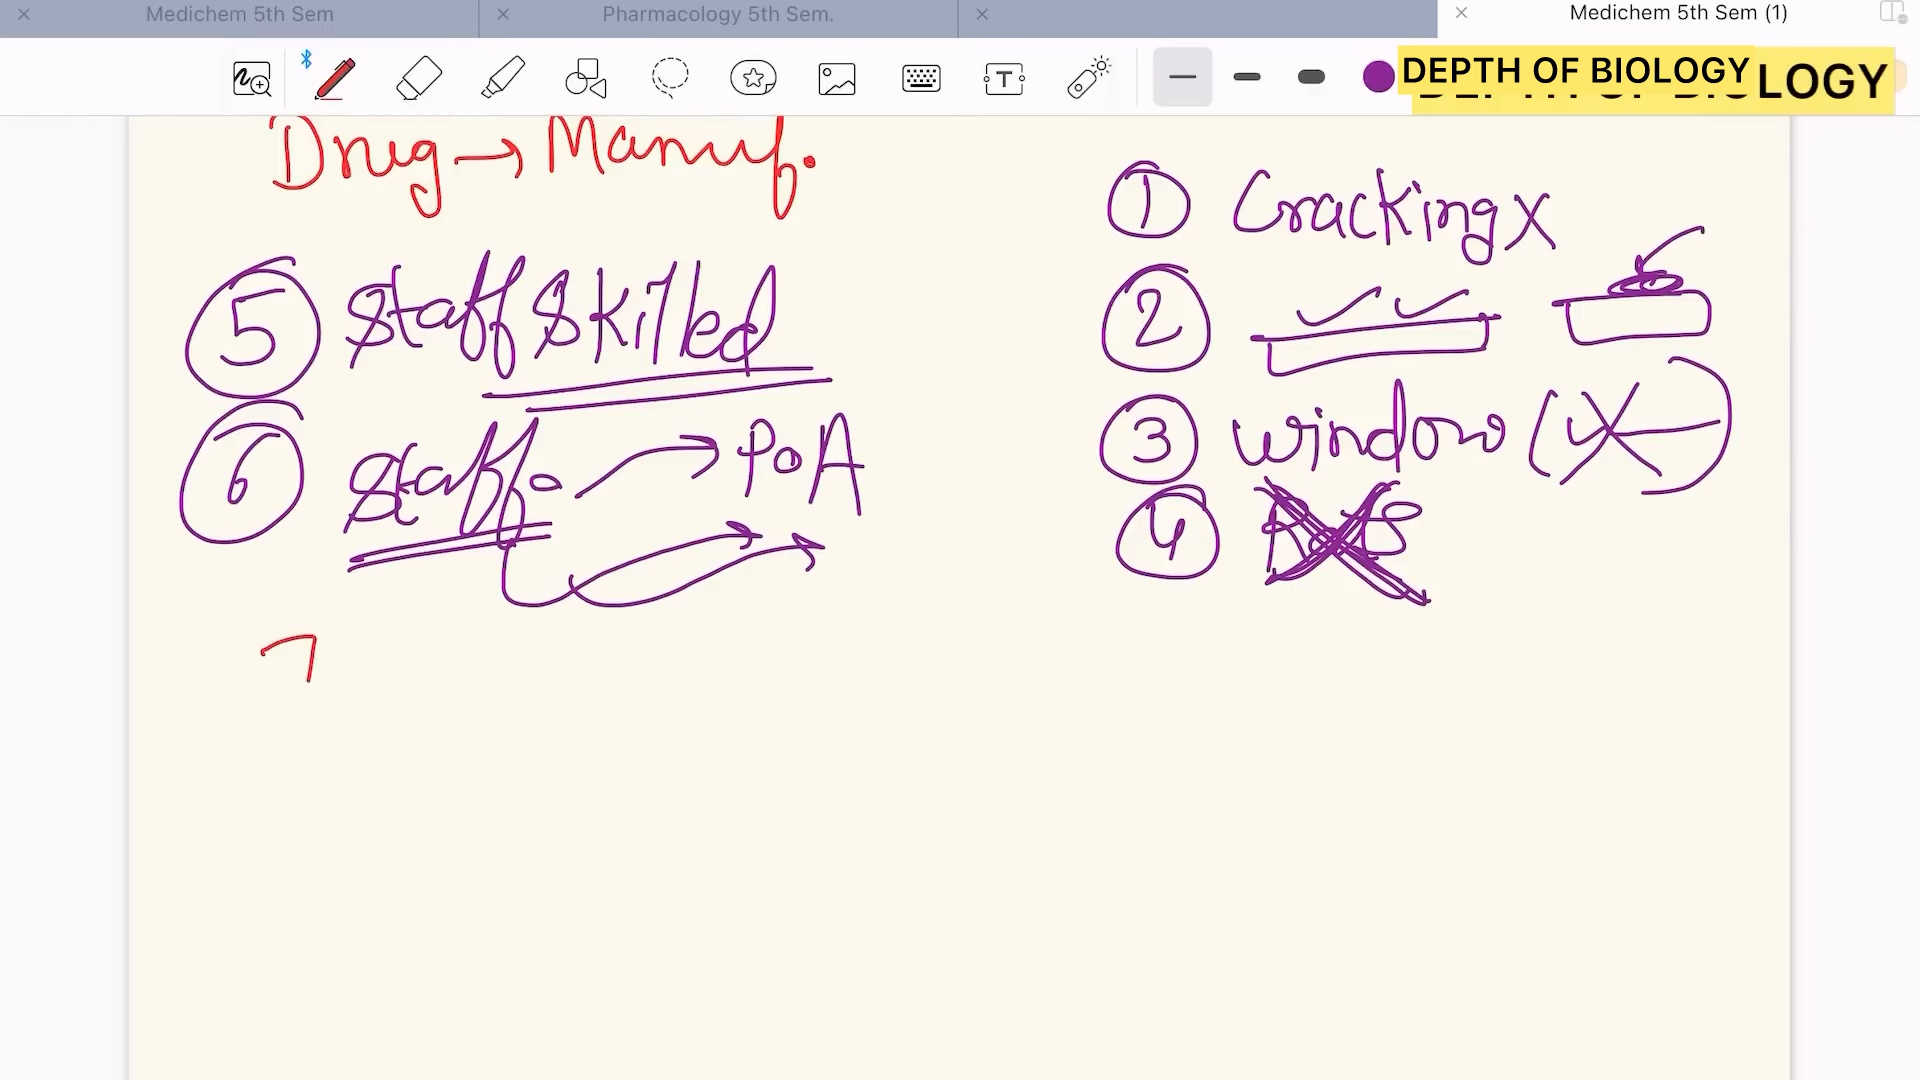 Medichem 5th Sem
Pharmacology 5th Sem.
Medichem 5th Sem (1)
DEPTH OF BIOLOGY
LOGY
Drug → Manuf.
5 Staff Skilled
6 Staff → PoA
7
1 Cracking X
2
3 Window (X)
4